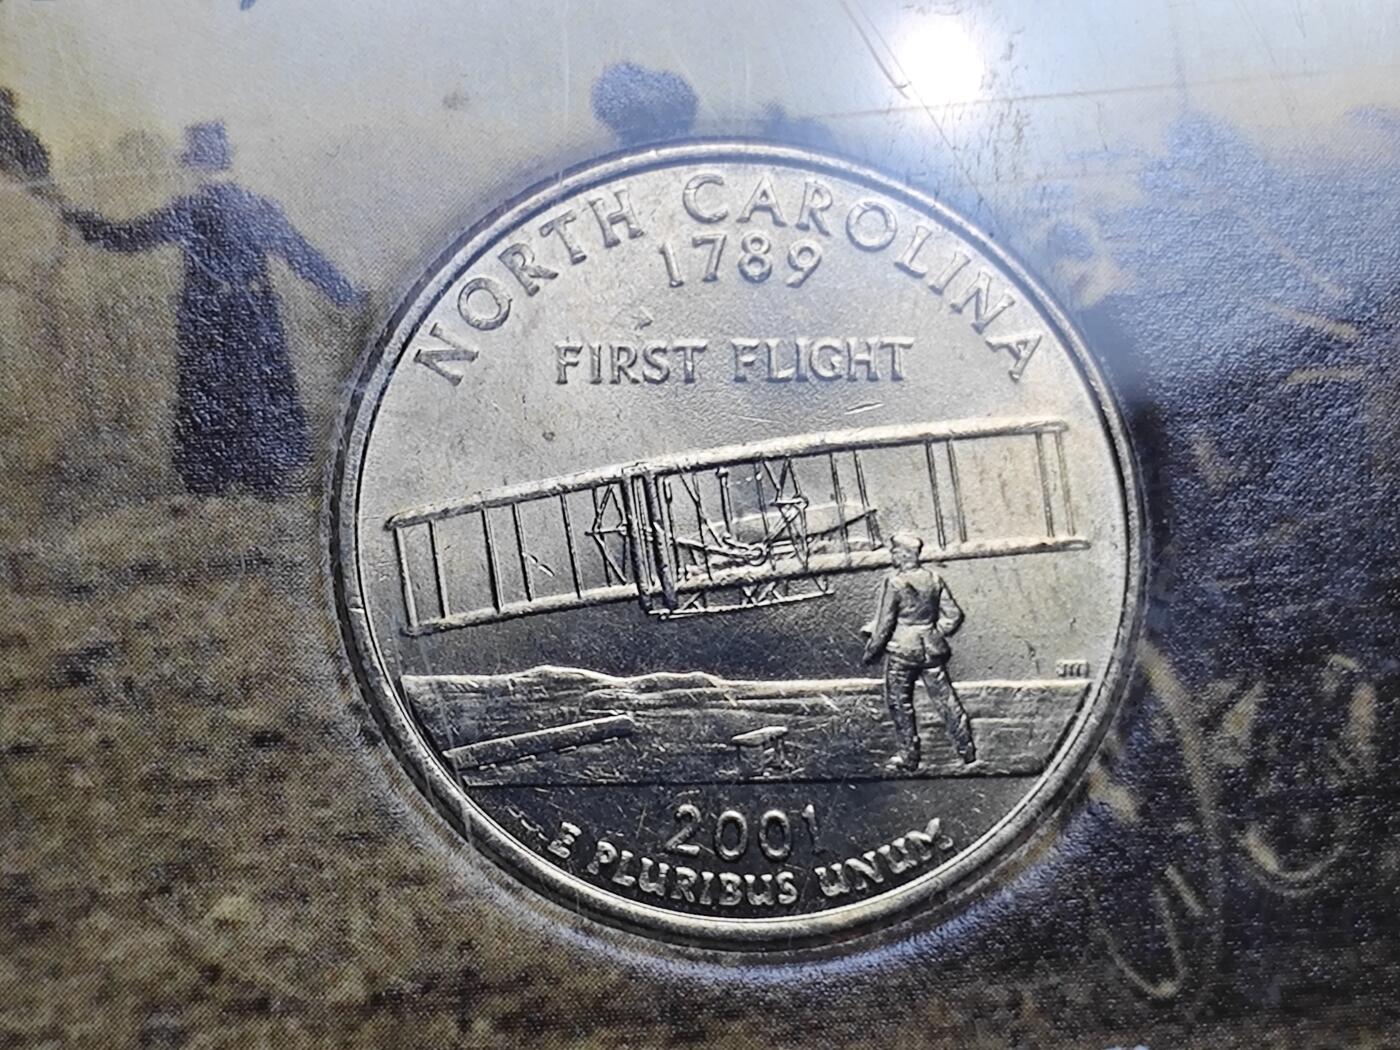 NORTH CAROLINA
1789
FIRST FLIGHT
2001
E PLURIBUS UNUM